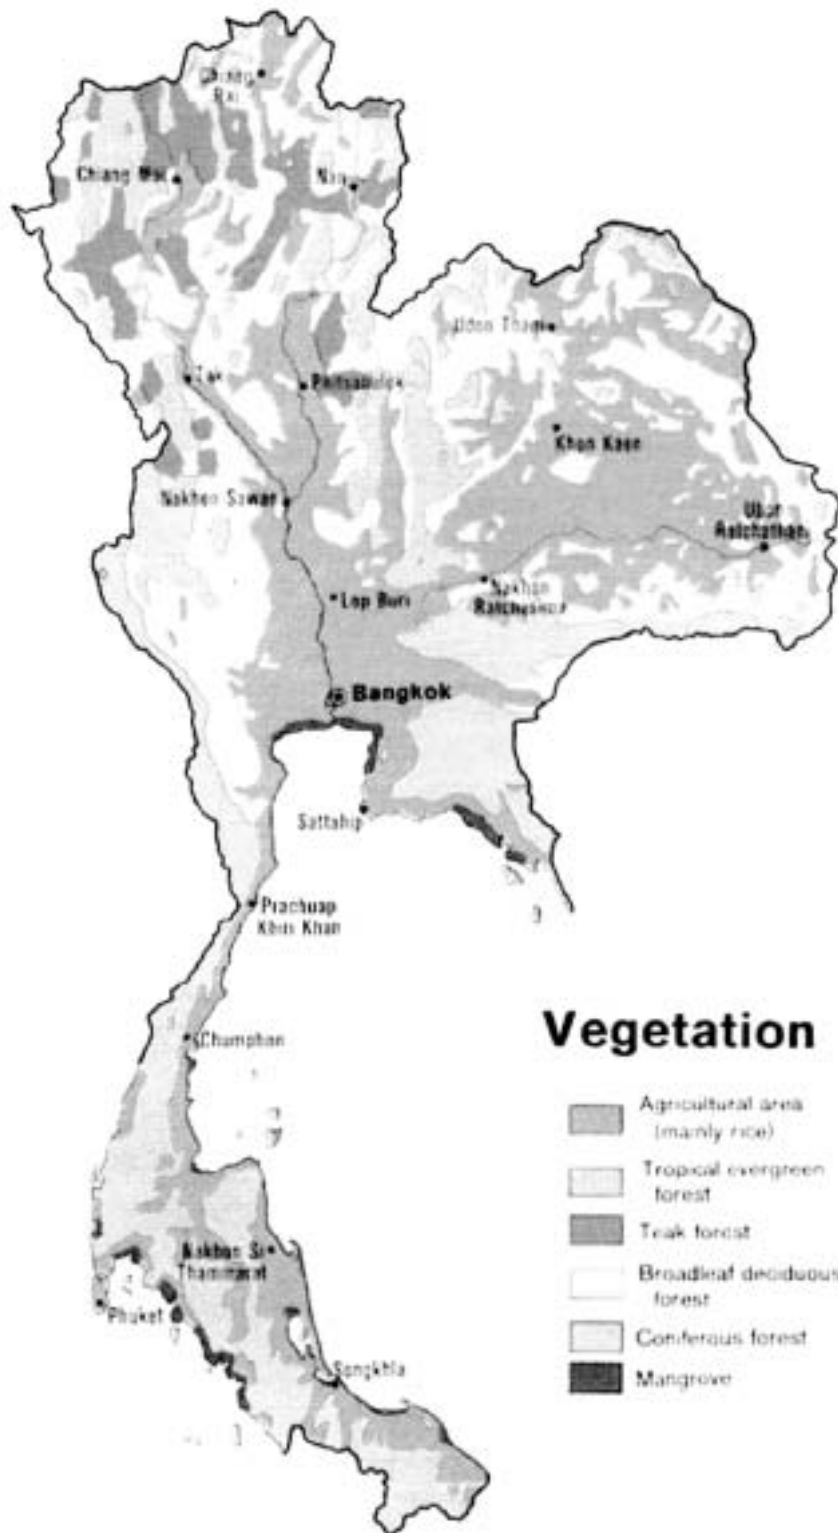 Chiang
Rai
Chiang Mai
Nan
Udon Thani
Tak
Phitsanulok
Khon Kaen
Nakhon Sawan
Ubon
Ratchathani
Lop Buri
Nakhon
Ratchasima
Bangkok
Sattahip
Prachuap
Khiri Khan
Chumphon
Vegetation
Agricultural area
(mainly rice)
Tropical evergreen
forest
Teak forest
Nakhon Si
Thammarat
Broadleaf deciduous
forest
Phuket
Coniferous forest
Songkhla
Mangrove